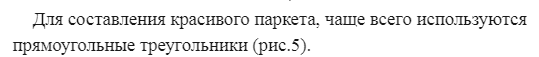 Для составления красивого паркета, чаще всего используются
прямоугольные треугольники (рис.5).